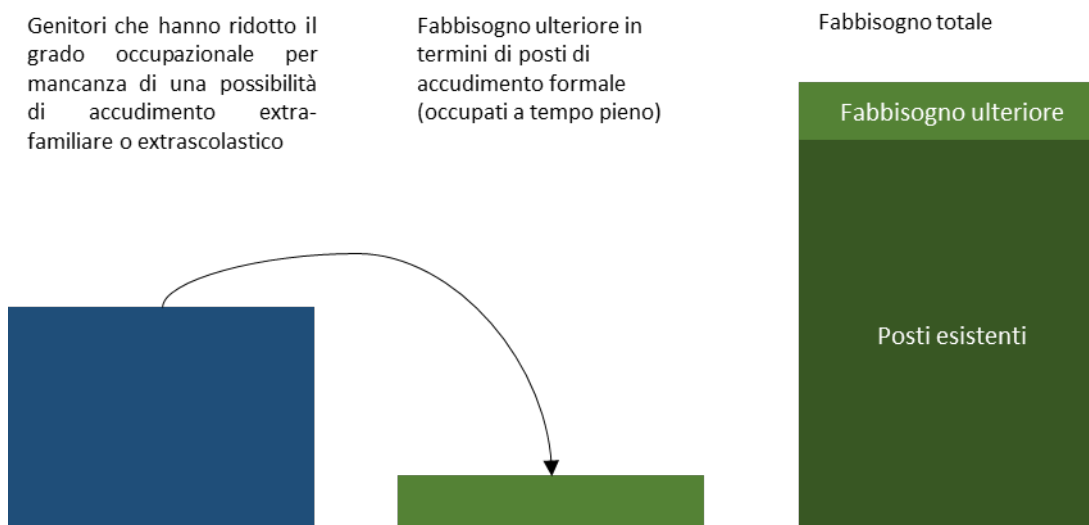 Genitori che hanno ridotto il
grado occupazionale per
mancanza di una possibilità
di accudimento extra-
familiare o extrascolastico
Fabbisogno ulteriore in
termini di posti di
accudimento formale
(occupati a tempo pieno)
Fabbisogno totale
Fabbisogno ulteriore
Posti esistenti